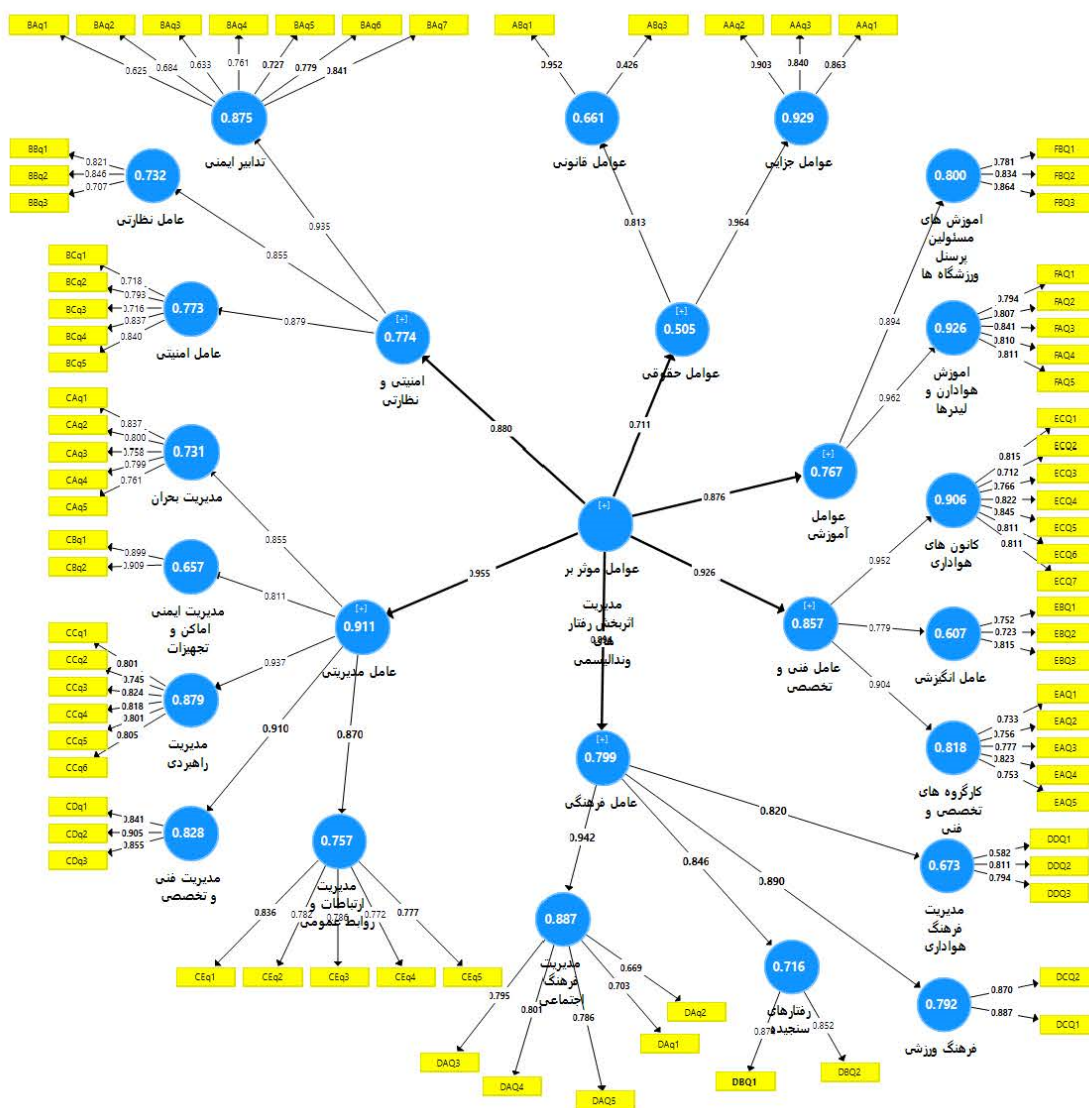 BAq1
BAq2
BAq3
BAq4
BAq5
BAq6
BAq7
0.625
0.684
0.633
0.761
0.727
0.779
0.841
0.875
تدابیر ایمنی
ABq1
ABq3
0.952
0.426
0.661
عوامل قانونی
AAq2
AAq3
AAq1
0.903
0.840
0.863
0.929
عوامل جزایی
BBq1
BBq2
BBq3
0.821
0.846
0.707
0.732
عامل نظارتی
0.935
0.855
0.813
0.964
FBQ1
FBQ2
FBQ3
0.781
0.834
0.864
0.800
اموزش های
مسئولین
پرسنل
ورزشگاه ها
BCq1
BCq2
BCq3
BCq4
BCq5
0.718
0.793
0.716
0.837
0.840
0.773
عامل امنیتی
0.879
[+]
0.774
امنیتی و
نظارتی
[+]
0.505
عوامل حقوقی
0.894
0.962
FAQ1
FAQ2
FAQ3
FAQ4
FAQ5
0.794
0.807
0.841
0.810
0.811
0.926
اموزش
هوادارن و
لیدرها
CAq1
CAq2
CAq3
CAq4
CAq5
0.837
0.800
0.758
0.799
0.761
0.731
مدیریت بحران
0.880
0.711
0.876
[+]
0.767
عوامل
آموزشی
ECQ1
ECQ2
ECQ3
ECQ4
ECQ5
ECQ6
ECQ7
0.815
0.712
0.766
0.822
0.845
0.811
0.811
0.906
کانون های
هواداری
CBq1
CBq2
0.899
0.909
0.657
مدیریت ایمنی
اماکن و
تجهیزات
0.855
0.811
[+]
عوامل موثر بر
مدیریت
اثربخش رفتار
های
وندالیسمی
0.955
0.926
0.952
0.779
0.904
[+]
0.857
عامل فنی و
تخصصی
EBQ1
EBQ2
EBQ3
0.752
0.723
0.815
0.607
عامل انگیزشی
[+]
0.911
عامل مدیریتی
0.937
0.910
0.870
CCq1
CCq2
CCq3
CCq4
CCq5
CCq6
0.801
0.745
0.824
0.818
0.801
0.805
0.879
مدیریت
راهبردی
EAQ1
EAQ2
EAQ3
EAQ4
EAQ5
0.733
0.756
0.777
0.823
0.753
0.818
کارگروه های
تخصصی و
فنی
[+]
0.799
عامل فرهنگی
CDq1
CDq2
CDq3
0.841
0.905
0.855
0.828
مدیریت فنی
و تخصصی
0.757
مدیریت
ارتباطات و
روابط عمومی
0.836
0.782
0.786
0.772
0.777
CEq1
CEq2
CEq3
CEq4
CEq5
0.942
0.846
0.890
0.820
DDQ1
DDQ2
DDQ3
0.582
0.811
0.794
0.673
مدیریت
فرهنگ
هواداری
0.887
مدیریت
فرهنگ
اجتماعی
0.795
0.801
0.786
0.703
0.669
DAQ3
DAQ4
DAQ5
DAq1
DAq2
0.716
رفتارهای
سنجیده
0.852
DBQ1
DBQ2
0.792
فرهنگ ورزشی
0.870
0.887
DCQ2
DCQ1